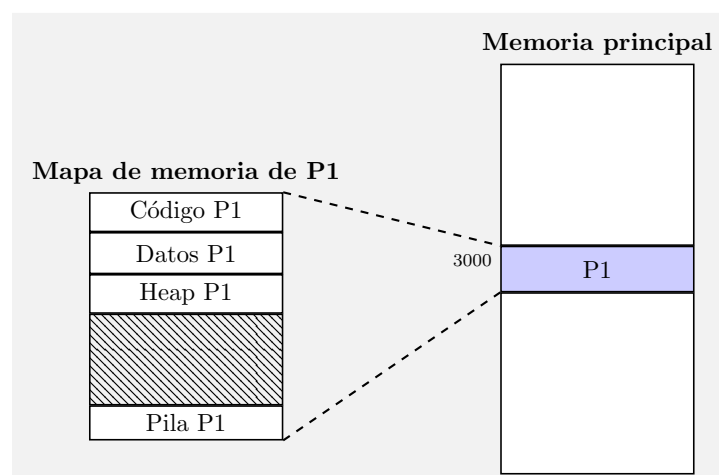 Memoria principal
Mapa de memoria de P1
Código P1
Datos P1
Heap P1
Pila P1
3000
P1